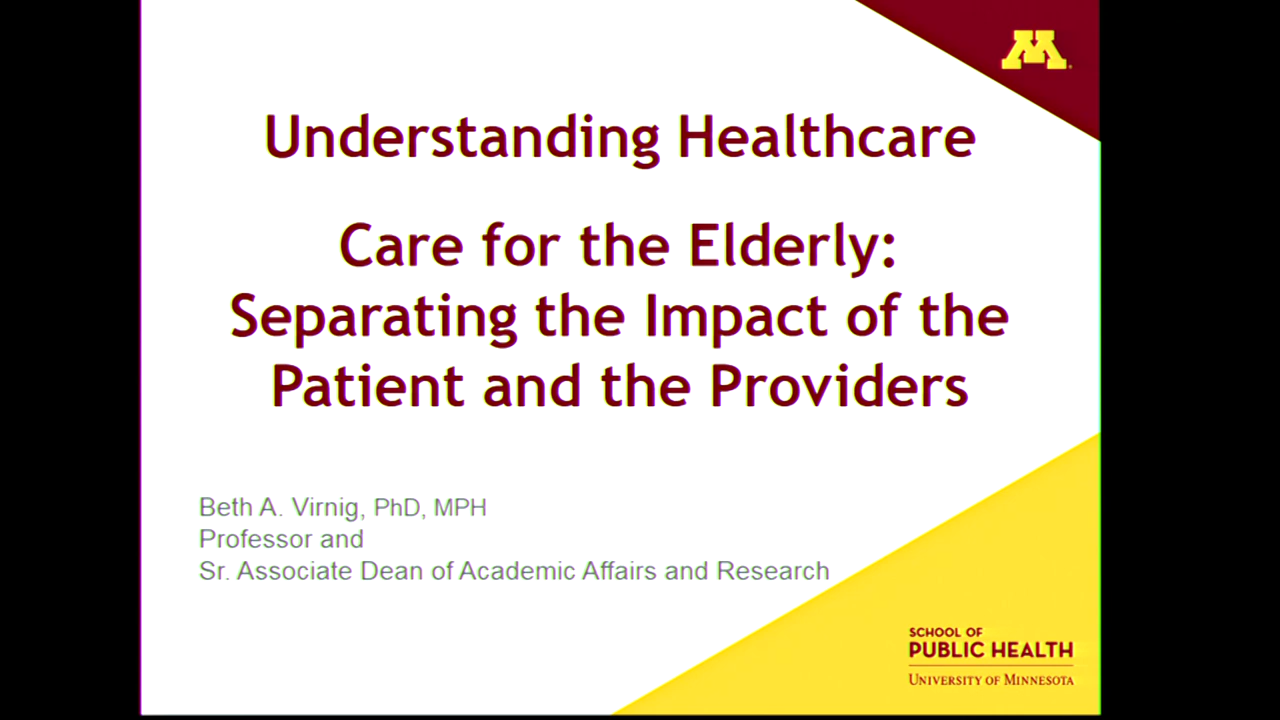 M
Understanding Healthcare
Care for the Elderly:
Separating the Impact of the
Patient and the Providers
Beth A. Virnig, PhD, MPH
Professor and
Sr. Associate Dean of Academic Affairs and Research
SCHOOL OF
PUBLIC HEALTH
UNIVERSITY OF MINNESOTA